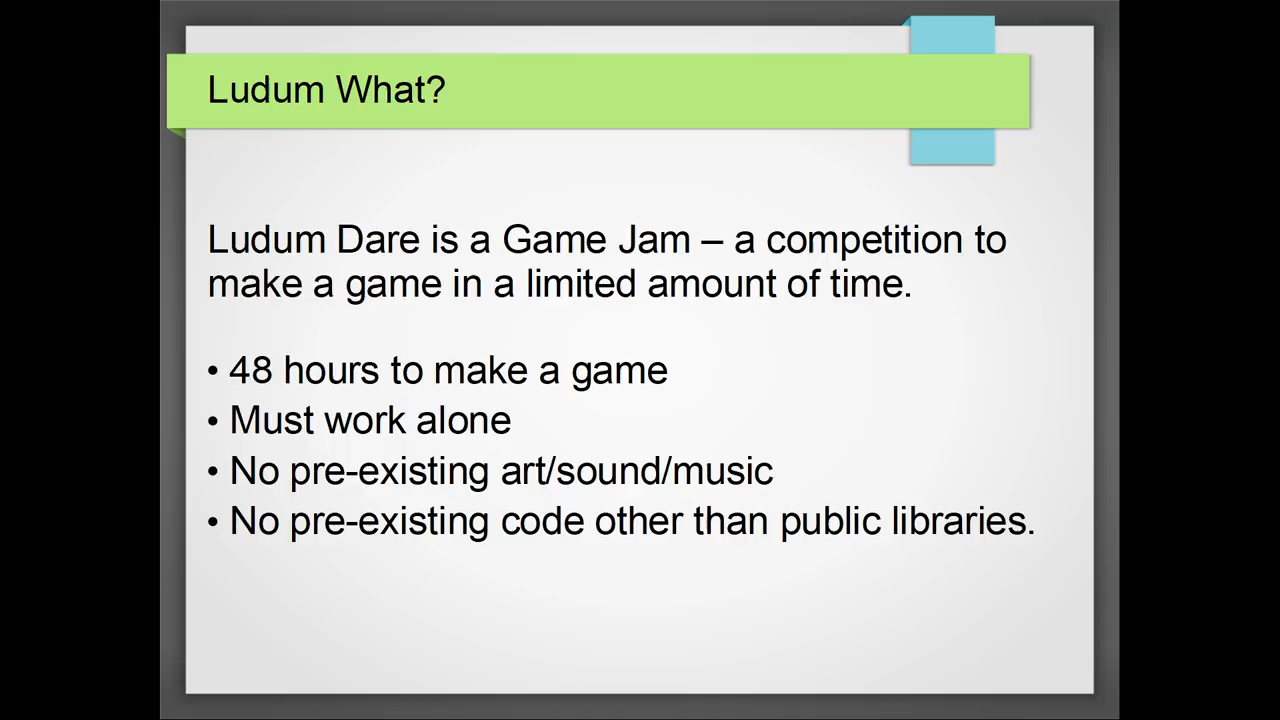 Ludum What?
Ludum Dare is a Game Jam – a competition to
make a game in a limited amount of time.
• 48 hours to make a game
• Must work alone
• No pre-existing art/sound/music
• No pre-existing code other than public libraries.